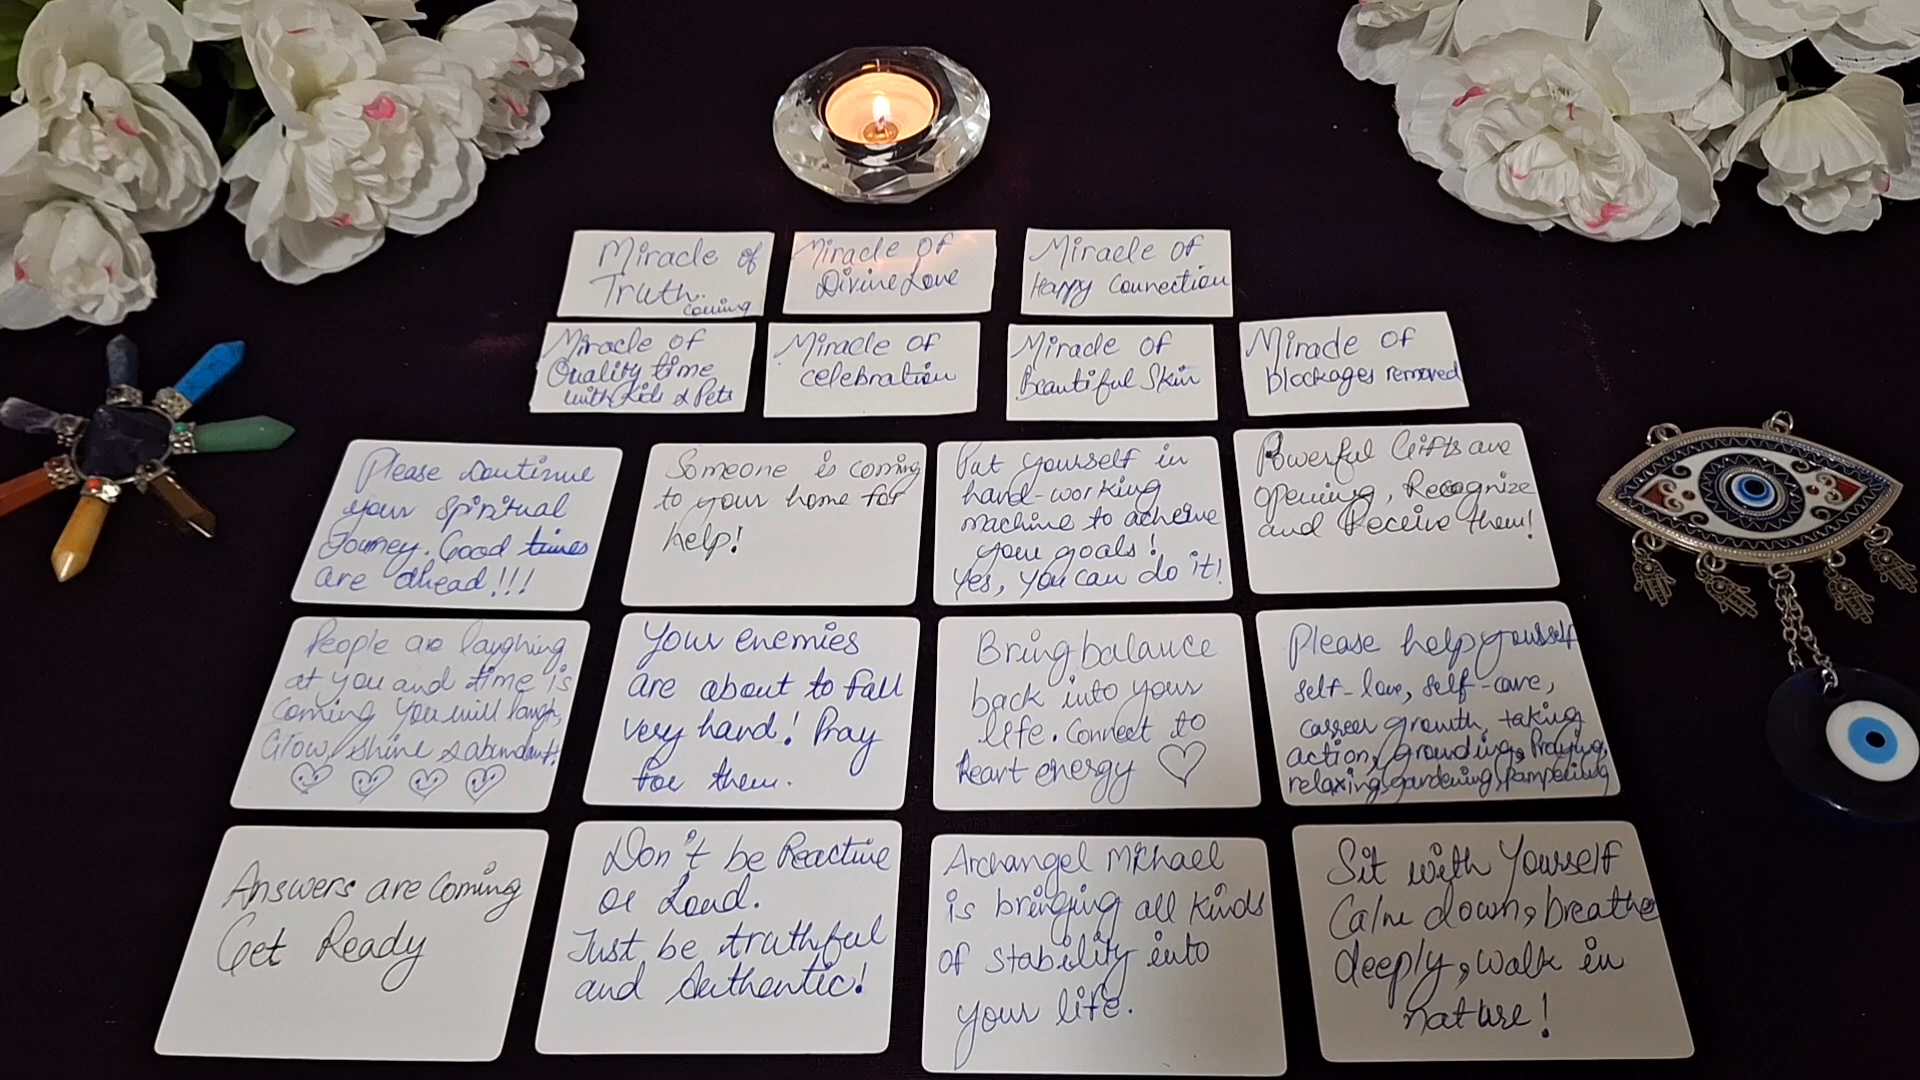 Miracle of
Truth.
coming
Miracle of
Divine Love
Miracle of
Happy Connection
Miracle of
Quality time
with Kids & Pets
Miracle of
celebration
Miracle of
Beautiful Skin
Miracle of
blockages removed
Please Continue
your Spiritual
Journey. Good times
are ahead!!!
Someone is coming
to your home for
help!
Put yourself in
hard-working
machine to acheive
your goals!
Yes, you can do it!
Powerful Gifts are
opening, Recognize
and Receive them!
People are laughing
at you and time is
coming you will laugh,
Grow, shine & abundant.
Your enemies
are about to fall
very hard! Pray
for them.
Bring balance
back into your
life. Connect to
heart energy
Please help yourself
self-love, self-care,
carreer growth, taking
action, grounding, Praying,
relaxing, gardening, Pampering
Answers are Coming
Get Ready
Don't be Reactive
or Loud.
Just be truthful
and Authentic!
Archangel Michael
is bringing all kinds
of stability into
your life.
Sit with Yourself
Calm down, breathe
deeply, walk in
nature!